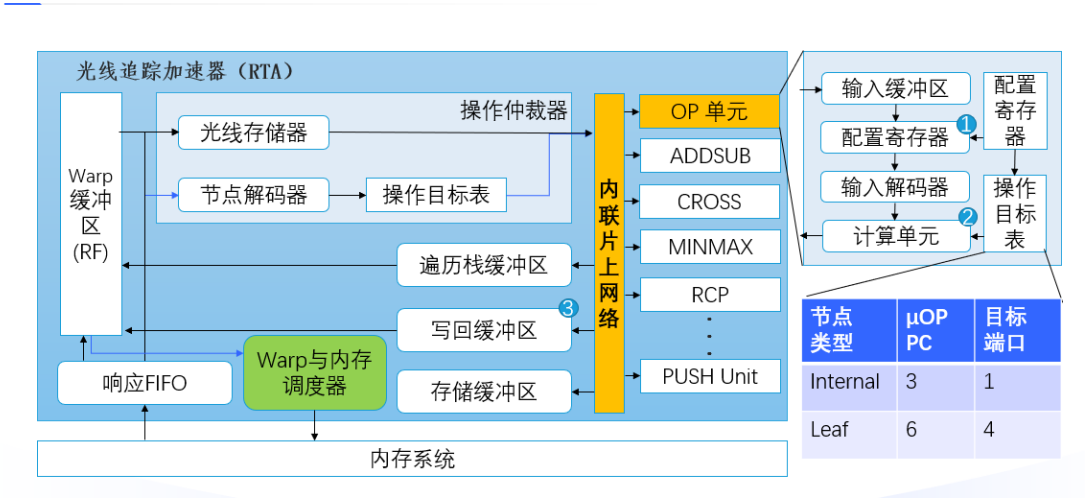 光线追踪加速器（RTA）
Warp
缓冲
区
(RF)
操作仲裁器
光线存储器
节点解码器
操作目标表
遍历栈缓冲区
写回缓冲区
3
存储缓冲区
响应FIFO
Warp与内存
调度器
内存系统
内
联
片
上
网
络
OP 单元
ADDSUB
CROSS
MINMAX
RCP
PUSH Unit
输入缓冲区
配置寄存器
1
输入解码器
计算单元
2
配置
寄存
器
操作
目标
表
节点
类型
μOP
PC
目标
端口
Internal
3
1
Leaf
6
4